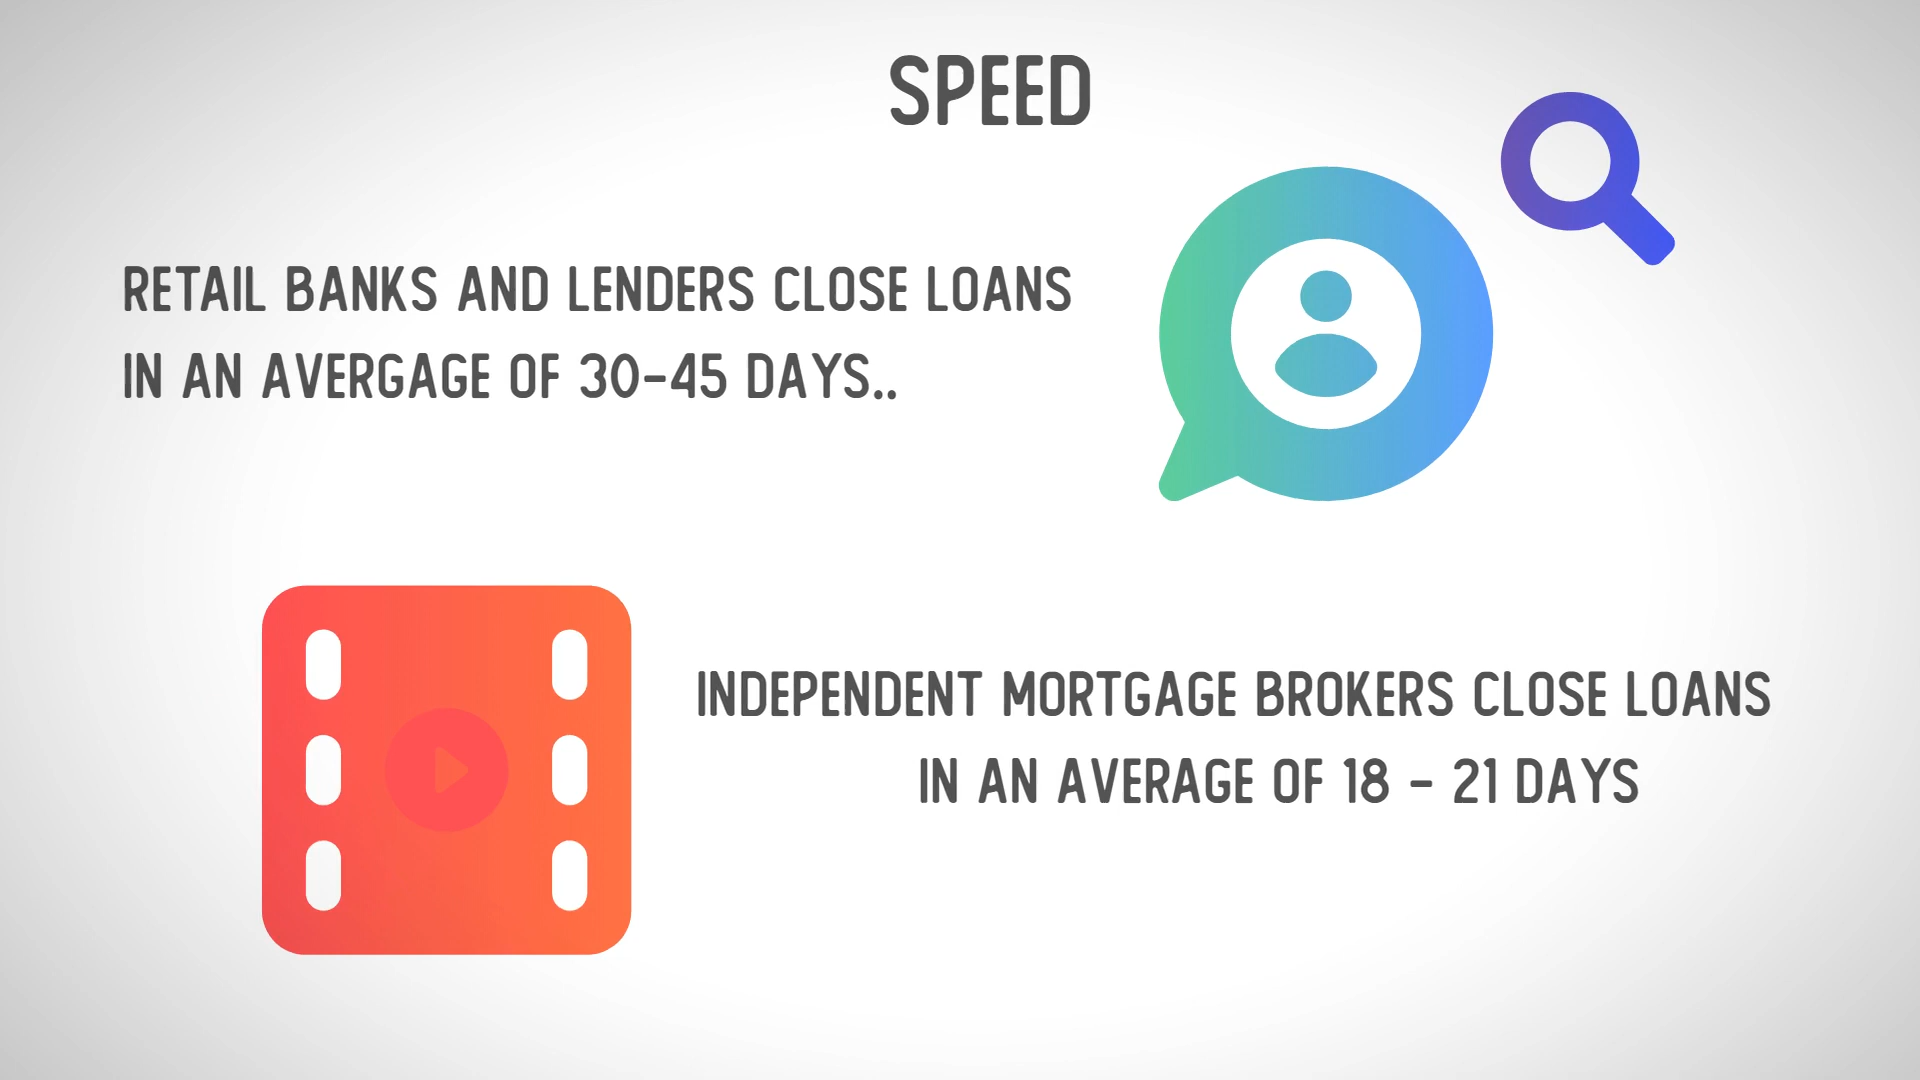 SPEED
RETAIL BANKS AND LENDERS CLOSE LOANS
IN AN AVERGAGE OF 30-45 DAYS..
INDEPENDENT MORTGAGE BROKERS CLOSE LOANS
IN AN AVERAGE OF 18 - 21 DAYS